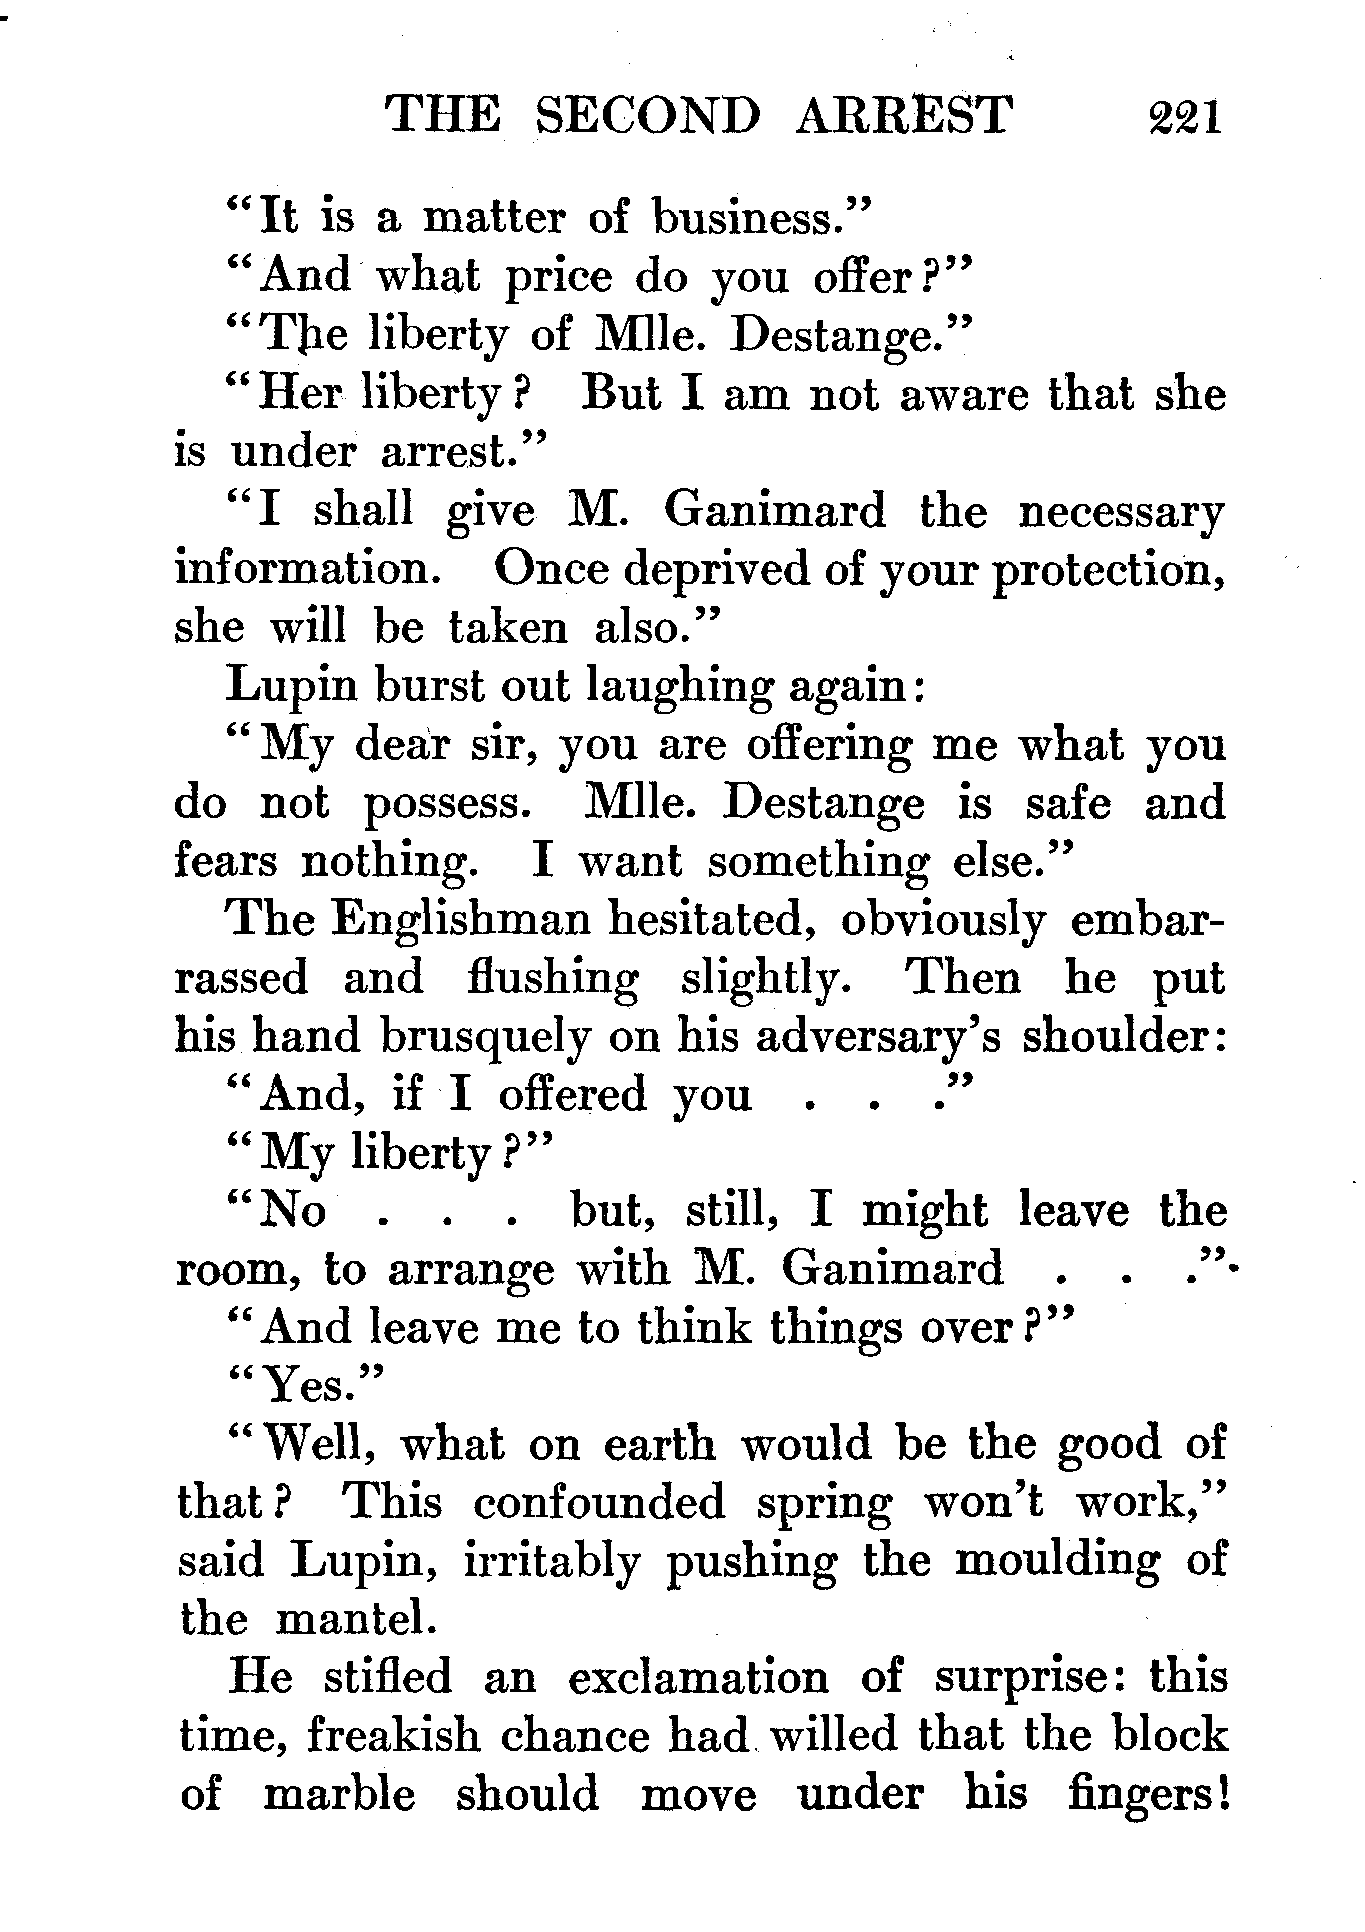 THE SECOND ARREST 221
“It is a matter of business.”
“And what price do you offer?”
“The liberty of Mlle. Destange.”
“Her liberty? But I am not aware that she
is under arrest.”
“I shall give M. Ganimard the necessary
information. Once deprived of your protection,
she will be taken also.”
Lupin burst out laughing again:
“My dear sir, you are offering me what you
do not possess. Mlle. Destange is safe and
fears nothing. I want something else.”
The Englishman hesitated, obviously embar-
rassed and flushing slightly. Then he put
his hand brusquely on his adversary’s shoulder:
“And, if I offered you . . .”
“My liberty?”
“No . . . but, still, I might leave the
room, to arrange with M. Ganimard . . .”
“And leave me to think things over?”
“Yes.”
“Well, what on earth would be the good of
that? This confounded spring won’t work,”
said Lupin, irritably pushing the moulding of
the mantel.
He stifled an exclamation of surprise: this
time, freakish chance had willed that the block
of marble should move under his fingers!